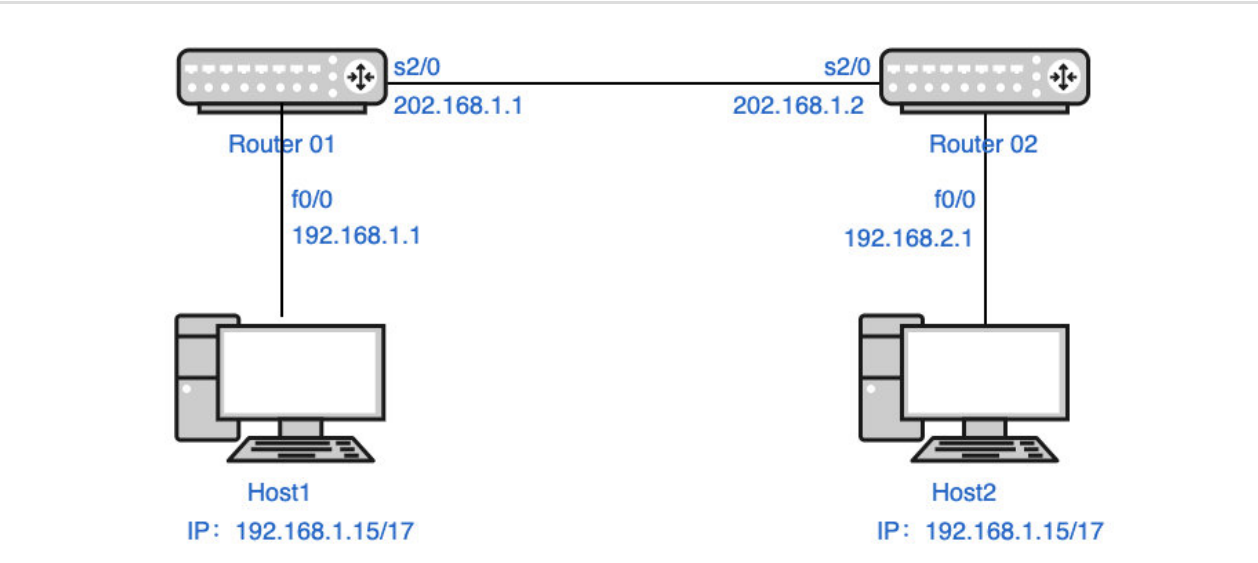 s2/0
s2/0
202.168.1.1
202.168.1.2
Router 01
Router 02
f0/0
f0/0
192.168.1.1
192.168.2.1
Host1
Host2
IP：192.168.1.15/17
IP：192.168.1.15/17